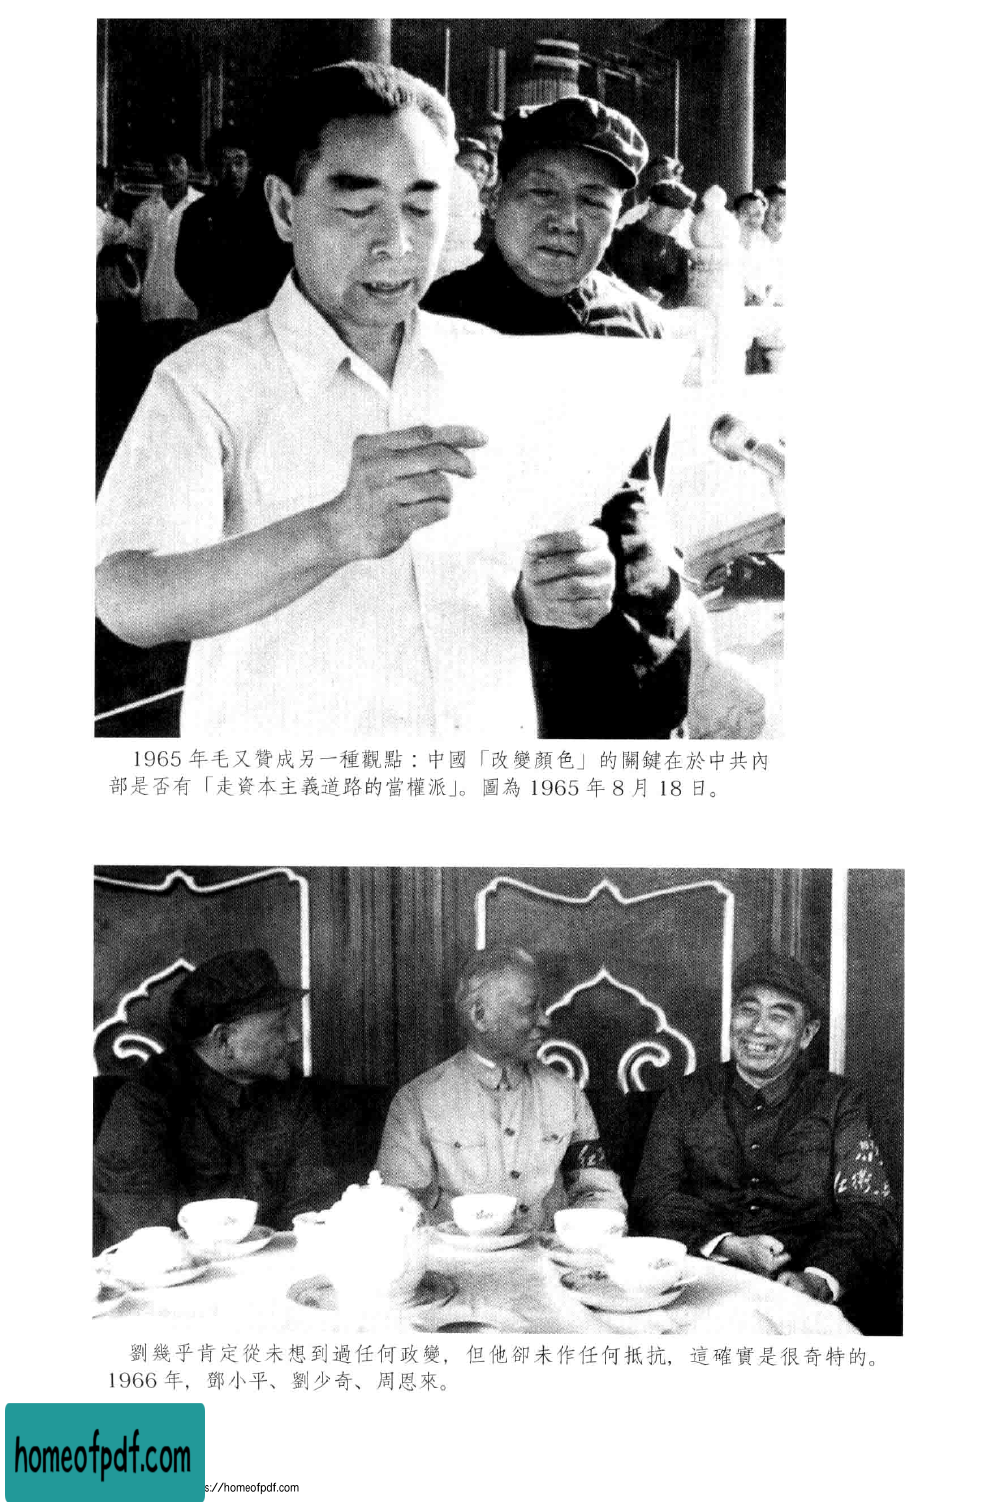 1965 年毛又贊成另一種觀點：中國「改變顏色」的關鍵在於中共內
部是否有「走資本主義道路的當權派」。圖為 1965 年 8 月 18 日。
劉幾乎肯定從未想到過任何政變，但他卻未作任何抵抗，這確實是很奇特的。
1966 年，鄧小平、劉少奇、周恩來。
homeofpdf.com
s://homeofpdf.com